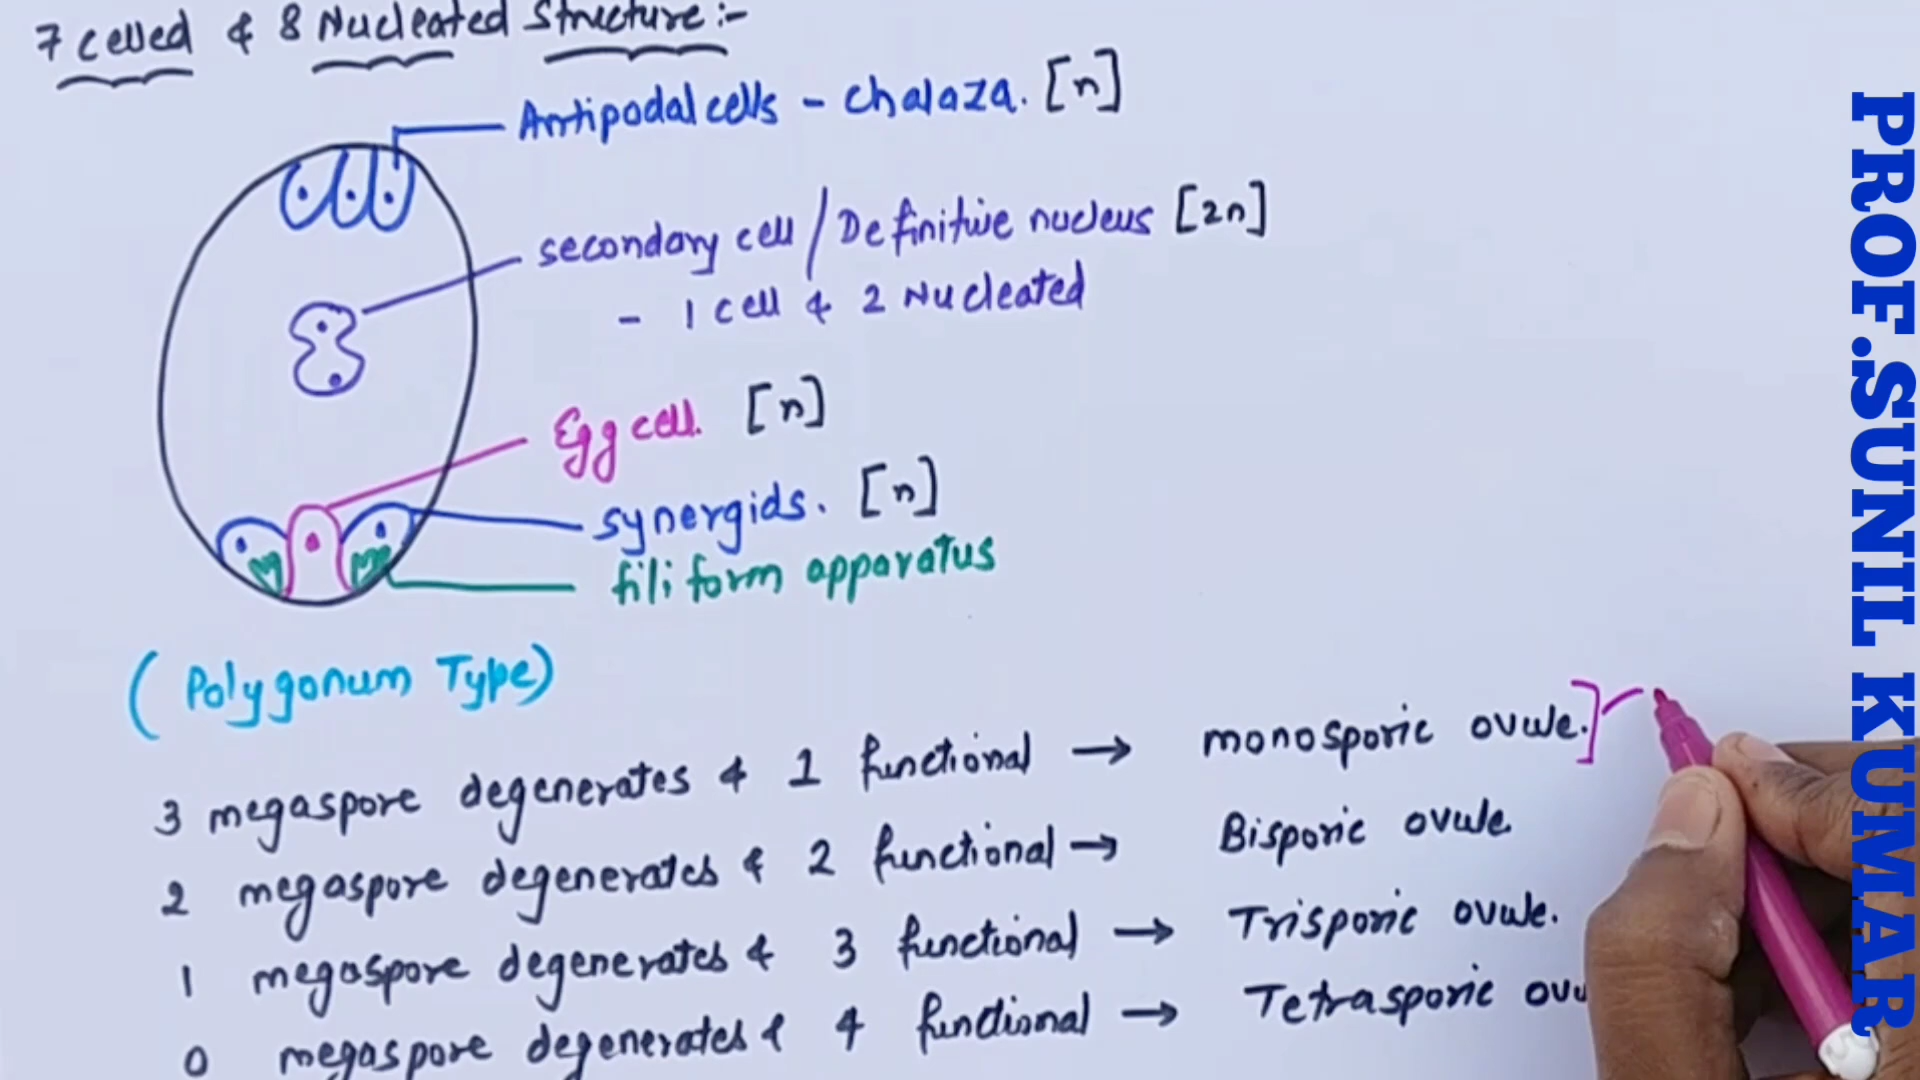 7 celled & 8 Nucleated Structure:-
Antipodal cells - chalaza. [n]
secondary cell / Definitive nucleus [2n]
- 1 cell & 2 Nucleated
Egg cell. [n]
synergids. [n]
filiform apparatus
(Polygonum Type)
3 megaspore degenerates & 1 functional → monosporic ovule.]
2 megaspore degenerates & 2 functional → Bisporic ovule.
1 megaspore degenerates & 3 functional → Trisporic ovule.
0 megaspore degenerates & 4 functional → Tetrasporic
PROF.SUNIL KUMAR